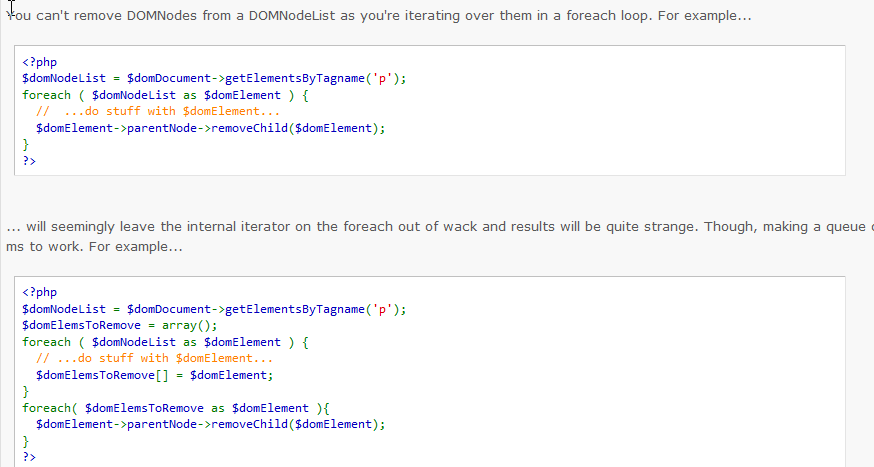 You can't remove DOMNodes from a DOMNodeList as you're iterating over them in a foreach loop. For example...
<?php
$domNodeList = $domDocument->getElementsByTagname('p');
foreach ( $domNodeList as $domElement ) {
  //  ...do stuff with $domElement...
  $domElement->parentNode->removeChild($domElement);
}
?>
... will seemingly leave the internal iterator on the foreach out of wack and results will be quite strange. Though, making a queue
ms to work. For example...
<?php
$domNodeList = $domDocument->getElementsByTagname('p');
$domElemsToRemove = array();
foreach ( $domNodeList as $domElement ) {
  // ...do stuff with $domElement...
  $domElemsToRemove[] = $domElement;
}
foreach( $domElemsToRemove as $domElement ){
  $domElement->parentNode->removeChild($domElement);
}
?>